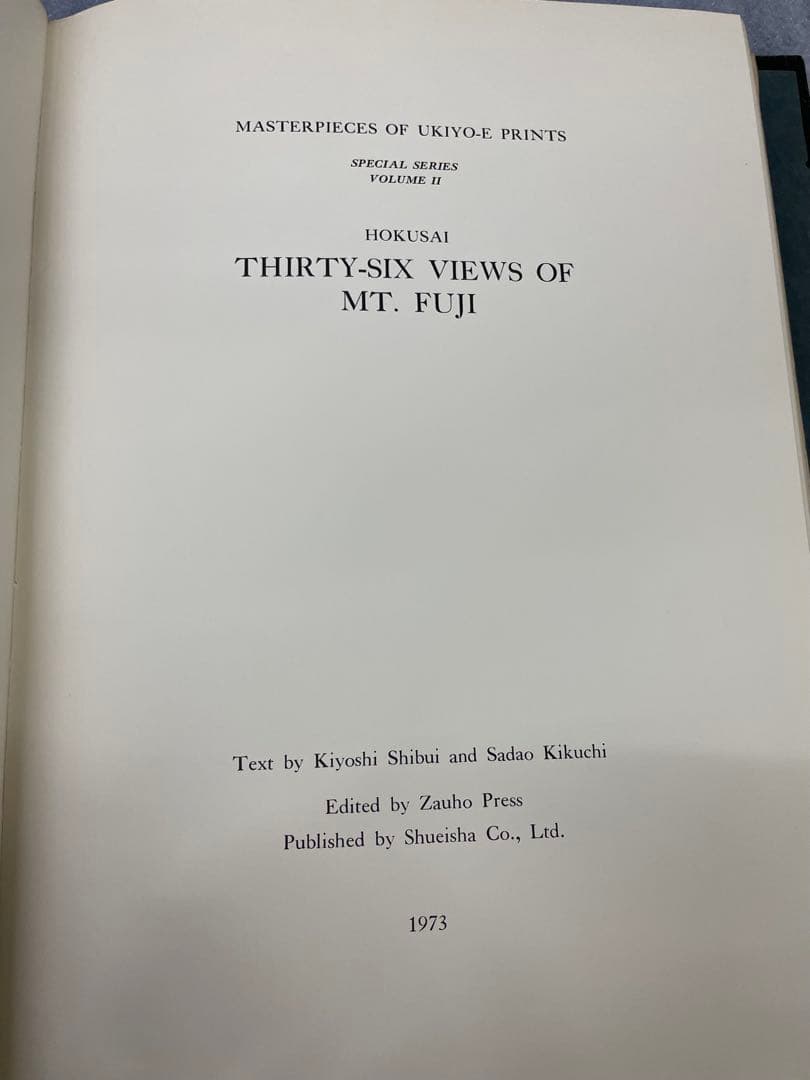 MASTERPIECES OF UKIYO-E PRINTS
SPECIAL SERIES
VOLUME II
HOKUSAI
THIRTY-SIX VIEWS OF
MT. FUJI
Text by Kiyoshi Shibui and Sadao Kikuchi
Edited by Zauho Press
Published by Shueisha Co., Ltd.
1973